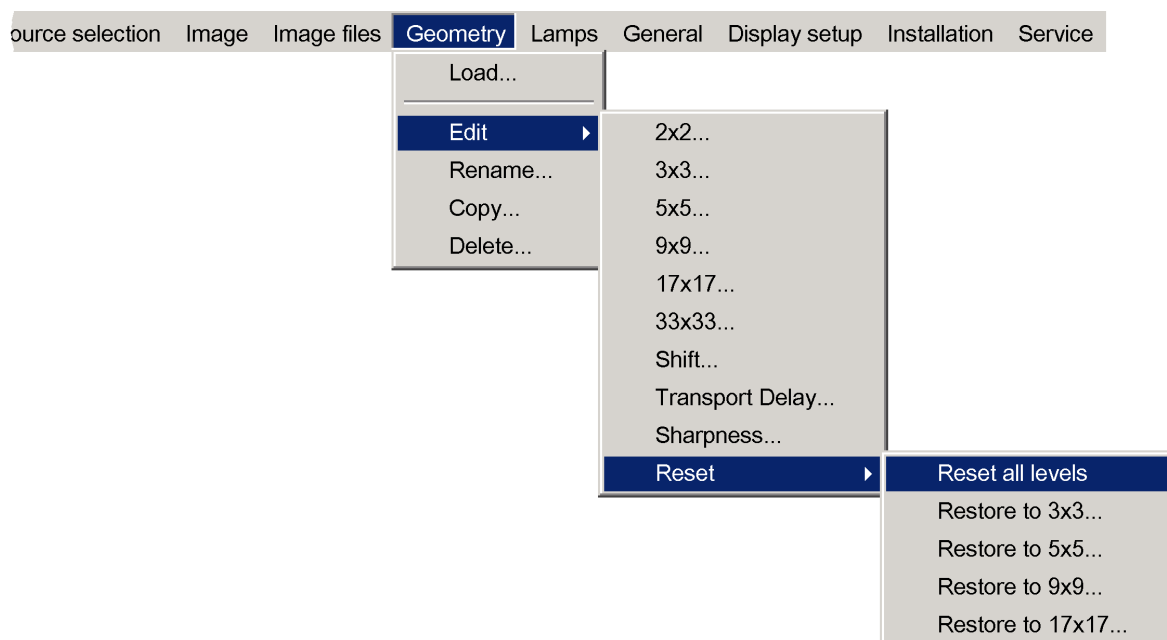 ource selection Image Image files Geometry Lamps General Display setup Installation Service
Load...
Edit
Rename...
Copy...
Delete...
2x2...
3x3...
5x5...
9x9...
17x17...
33x33...
Shift...
Transport Delay...
Sharpness...
Reset
Reset all levels
Restore to 3x3...
Restore to 5x5...
Restore to 9x9...
Restore to 17x17...